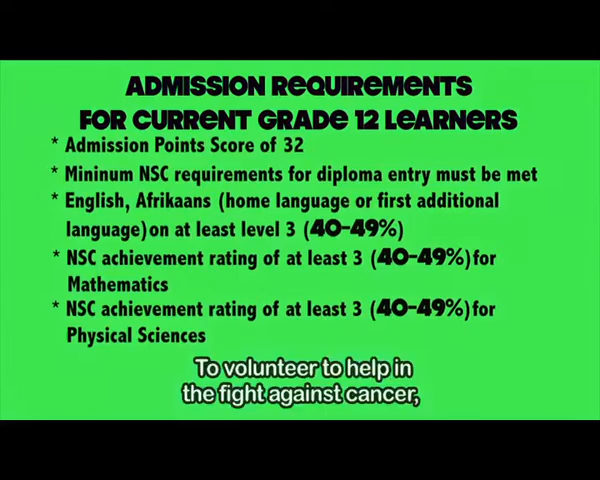 ADMISSION REQUIREMENTS
FOR CURRENT GRADE 12 LEARNERS
* Admission Points Score of 32
* Mininum NSC requirements for diploma entry must be met
* English, Afrikaans (home language or first additional
language) on at least level 3 (40-49%)
* NSC achievement rating of at least 3 (40-49%) for
Mathematics
* NSC achievement rating of at least 3 (40-49%) for
Physical Sciences
To volunteer to help in
the fight against cancer,